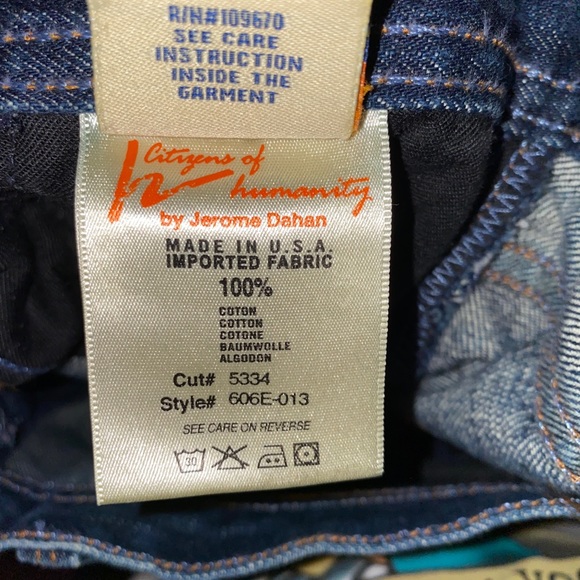 R/N#109670
SEE CARE
INSTRUCTION
INSIDE THE
GARMENT
Citizens of
humanity
by Jerome Dahan
MADE IN U.S.A.
IMPORTED FABRIC
100%
COTON
COTTON
COTONE
BAUMWOLLE
ALGODON
Cut# 5334
Style# 606E-013
SEE CARE ON REVERSE
30